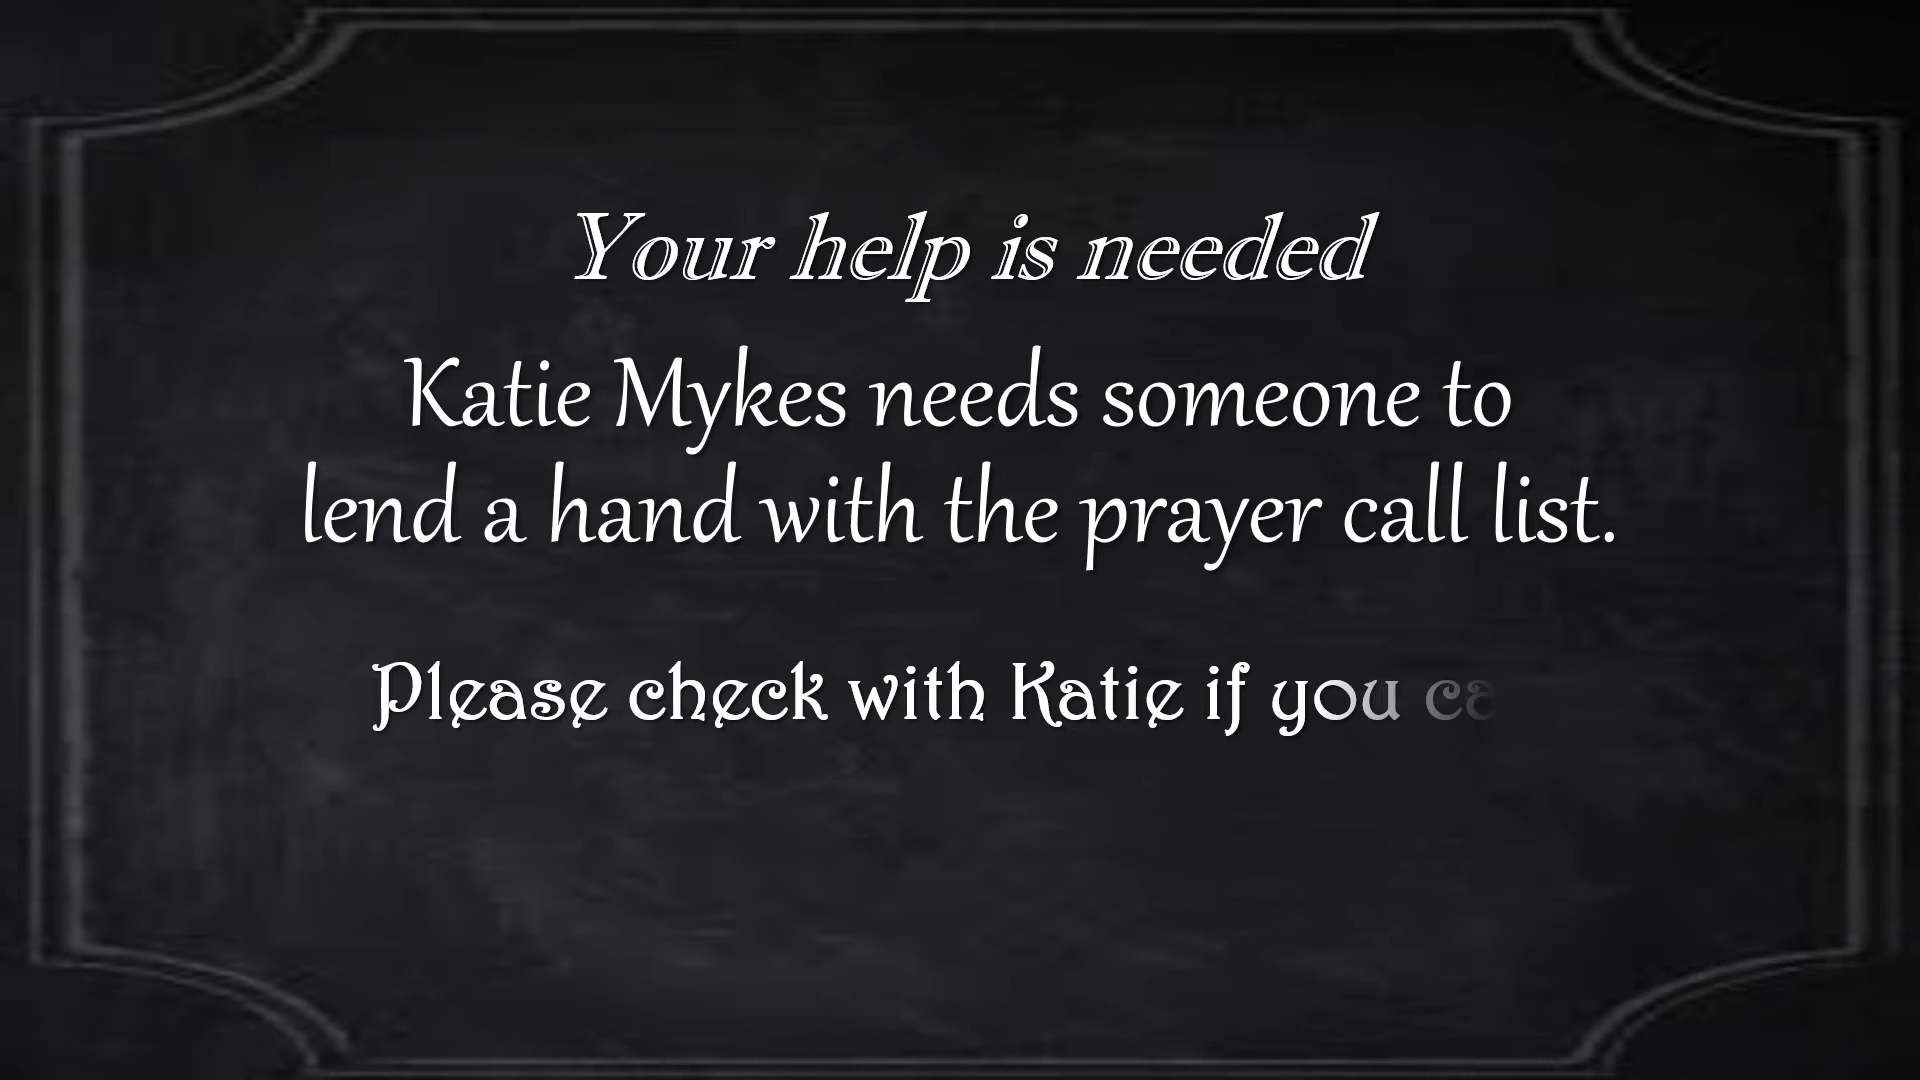 Your help is needed
Katie Mykes needs someone to
lend a hand with the prayer call list.
Please check with Katie if you ca